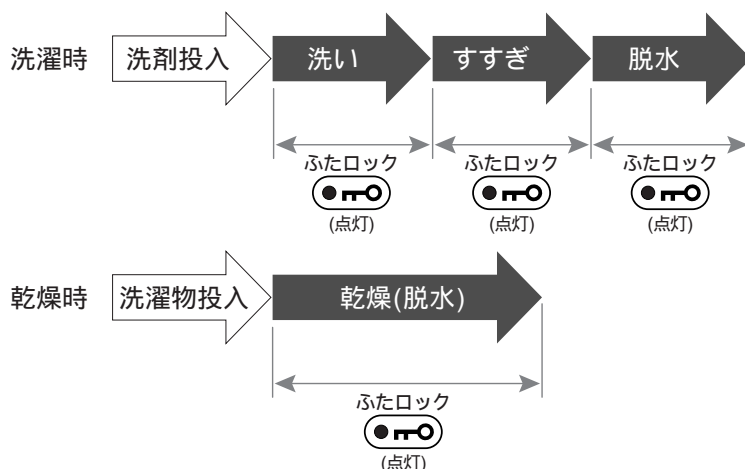 洗濯時 洗剤投入 洗い すすぎ 脱水
ふたロック ふたロック ふたロック
(点灯) (点灯) (点灯)
乾燥時 洗濯物投入 乾燥(脱水)
ふたロック
(点灯)